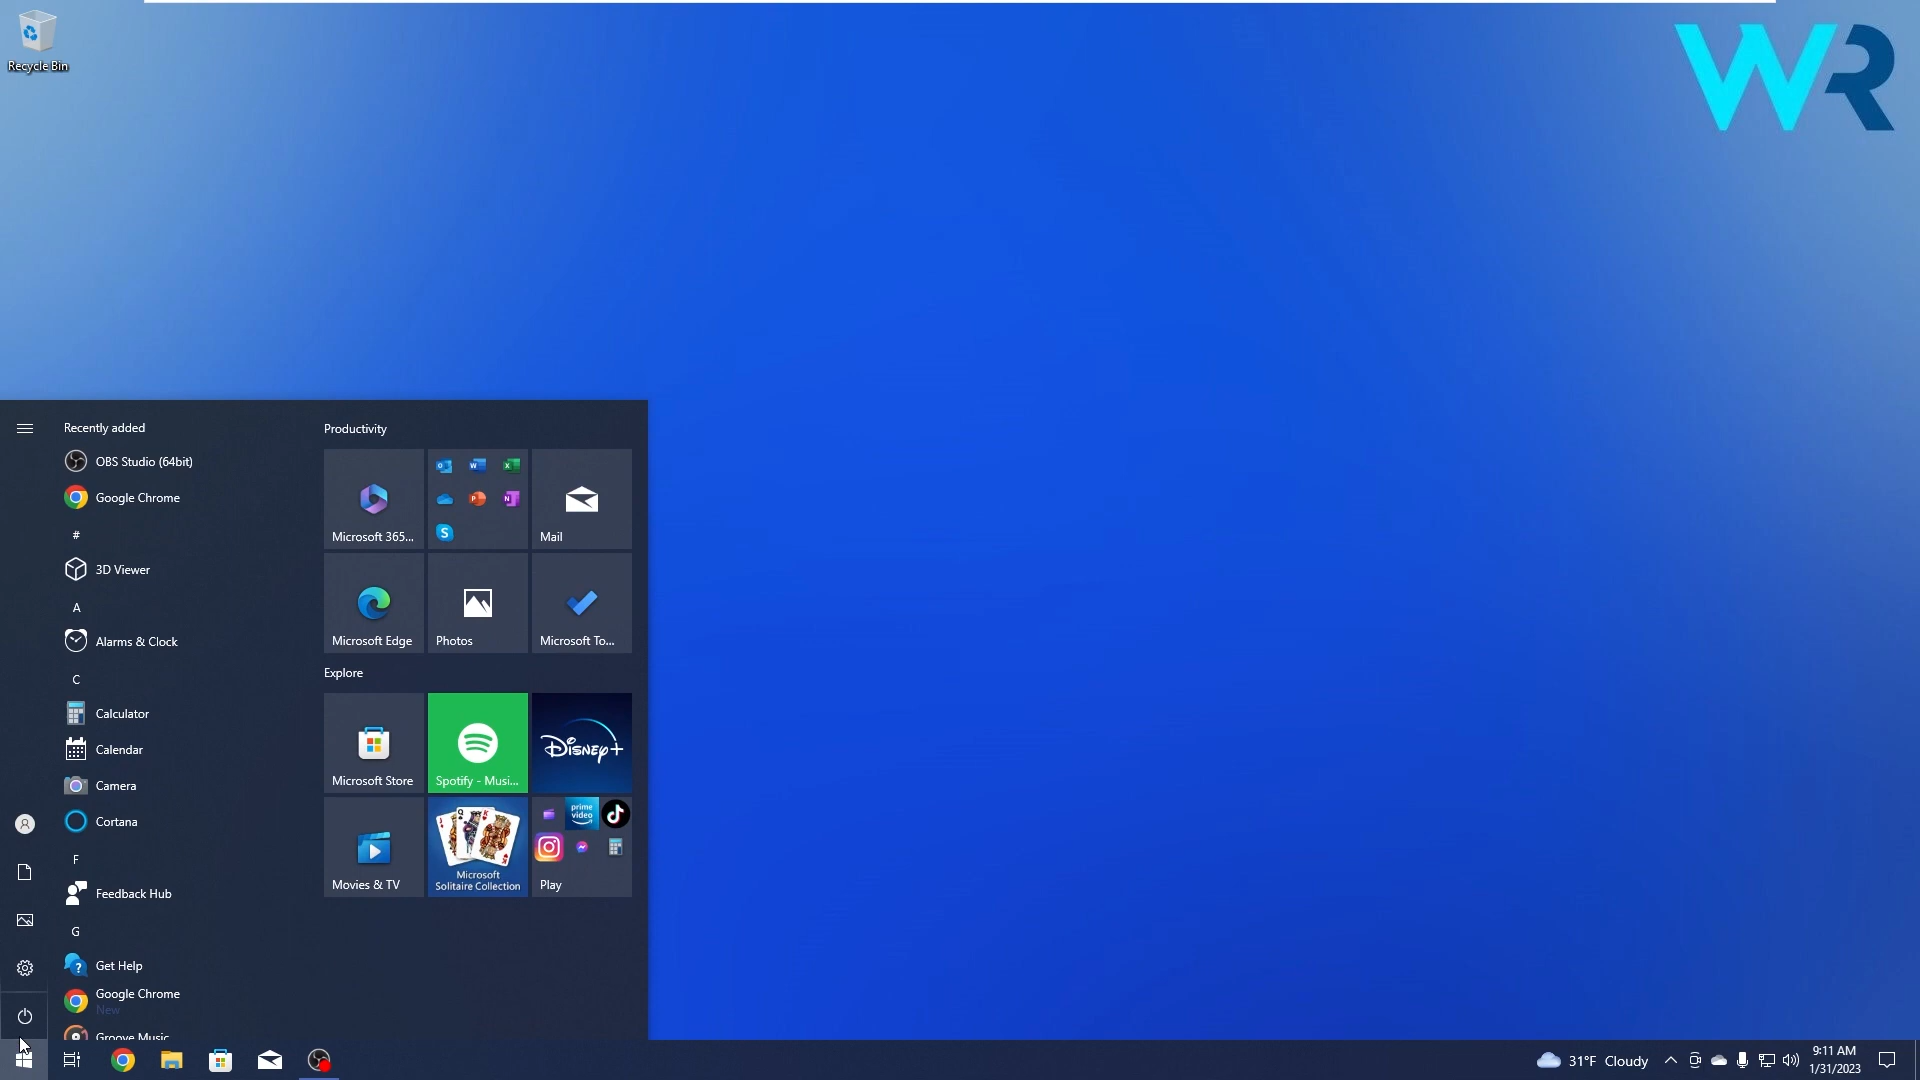 Recycle Bin
WR
Recently added
OBS Studio (64bit)
Google Chrome
#
3D Viewer
A
Alarms & Clock
C
Calculator
Calendar
Camera
Cortana
F
Feedback Hub
G
Get Help
Google Chrome
New
Groove Music
Productivity
Microsoft 365...
Mail
Microsoft Edge
Photos
Microsoft To...
Explore
Microsoft Store
Spotify - Musi...
Disney+
Movies & TV
Microsoft
Solitaire Collection
prime
video
Play
31°F Cloudy
9:11 AM
1/31/2023